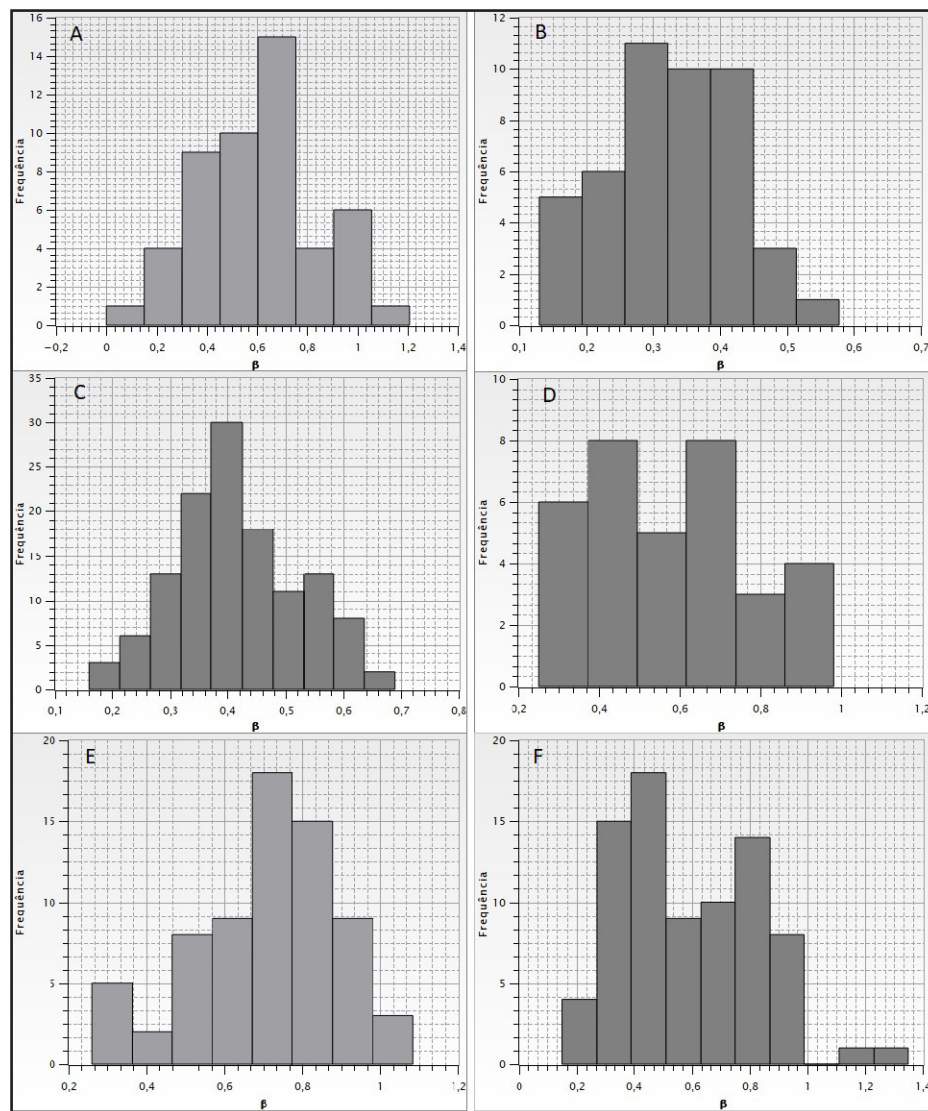 A
Frequência
16
14
12
10
8
6
4
2
0
−0,2 0 0,2 0,4 0,6 0,8 1 1,2 1,4
β
B
Frequência
12
10
8
6
4
2
0
0,1 0,2 0,3 0,4 0,5 0,6 0,7
β
C
Frequência
35
30
25
20
15
10
5
0
0,1 0,2 0,3 0,4 0,5 0,6 0,7 0,8
β
D
Frequência
10
8
6
4
2
0
0,2 0,4 0,6 0,8 1 1,2
β
E
Frequência
20
15
10
5
0
0,2 0,4 0,6 0,8 1 1,2
β
F
Frequência
20
15
10
5
0
0 0,2 0,4 0,6 0,8 1 1,2 1,4
β